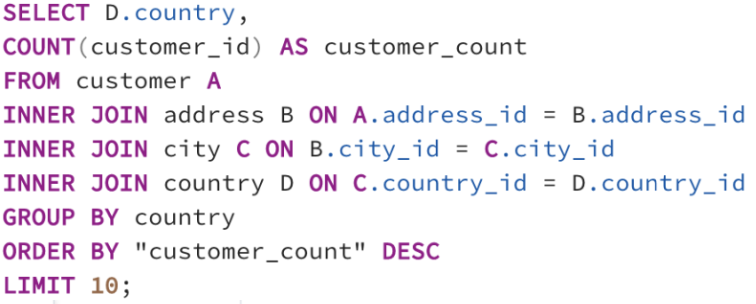 SELECT D.country,
COUNT(customer_id) AS customer_count
FROM customer A
INNER JOIN address B ON A.address_id = B.address_id
INNER JOIN city C ON B.city_id = C.city_id
INNER JOIN country D ON C.country_id = D.country_id
GROUP BY country
ORDER BY "customer_count" DESC
LIMIT 10;